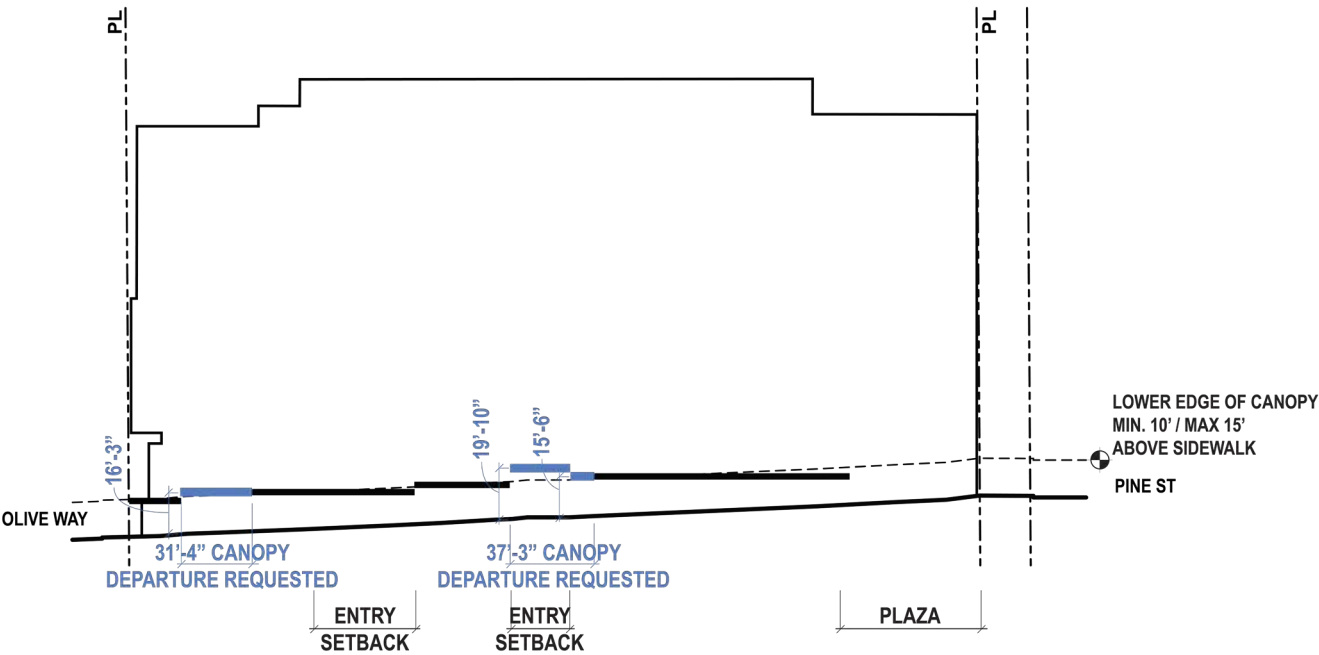 PL
PL
LOWER EDGE OF CANOPY
MIN. 10' / MAX 15'
ABOVE SIDEWALK
PINE ST
OLIVE WAY
16'-3"
19'-10"
15'-6"
31'-4" CANOPY
DEPARTURE REQUESTED
37'-3" CANOPY
DEPARTURE REQUESTED
ENTRY
SETBACK
ENTRY
SETBACK
PLAZA